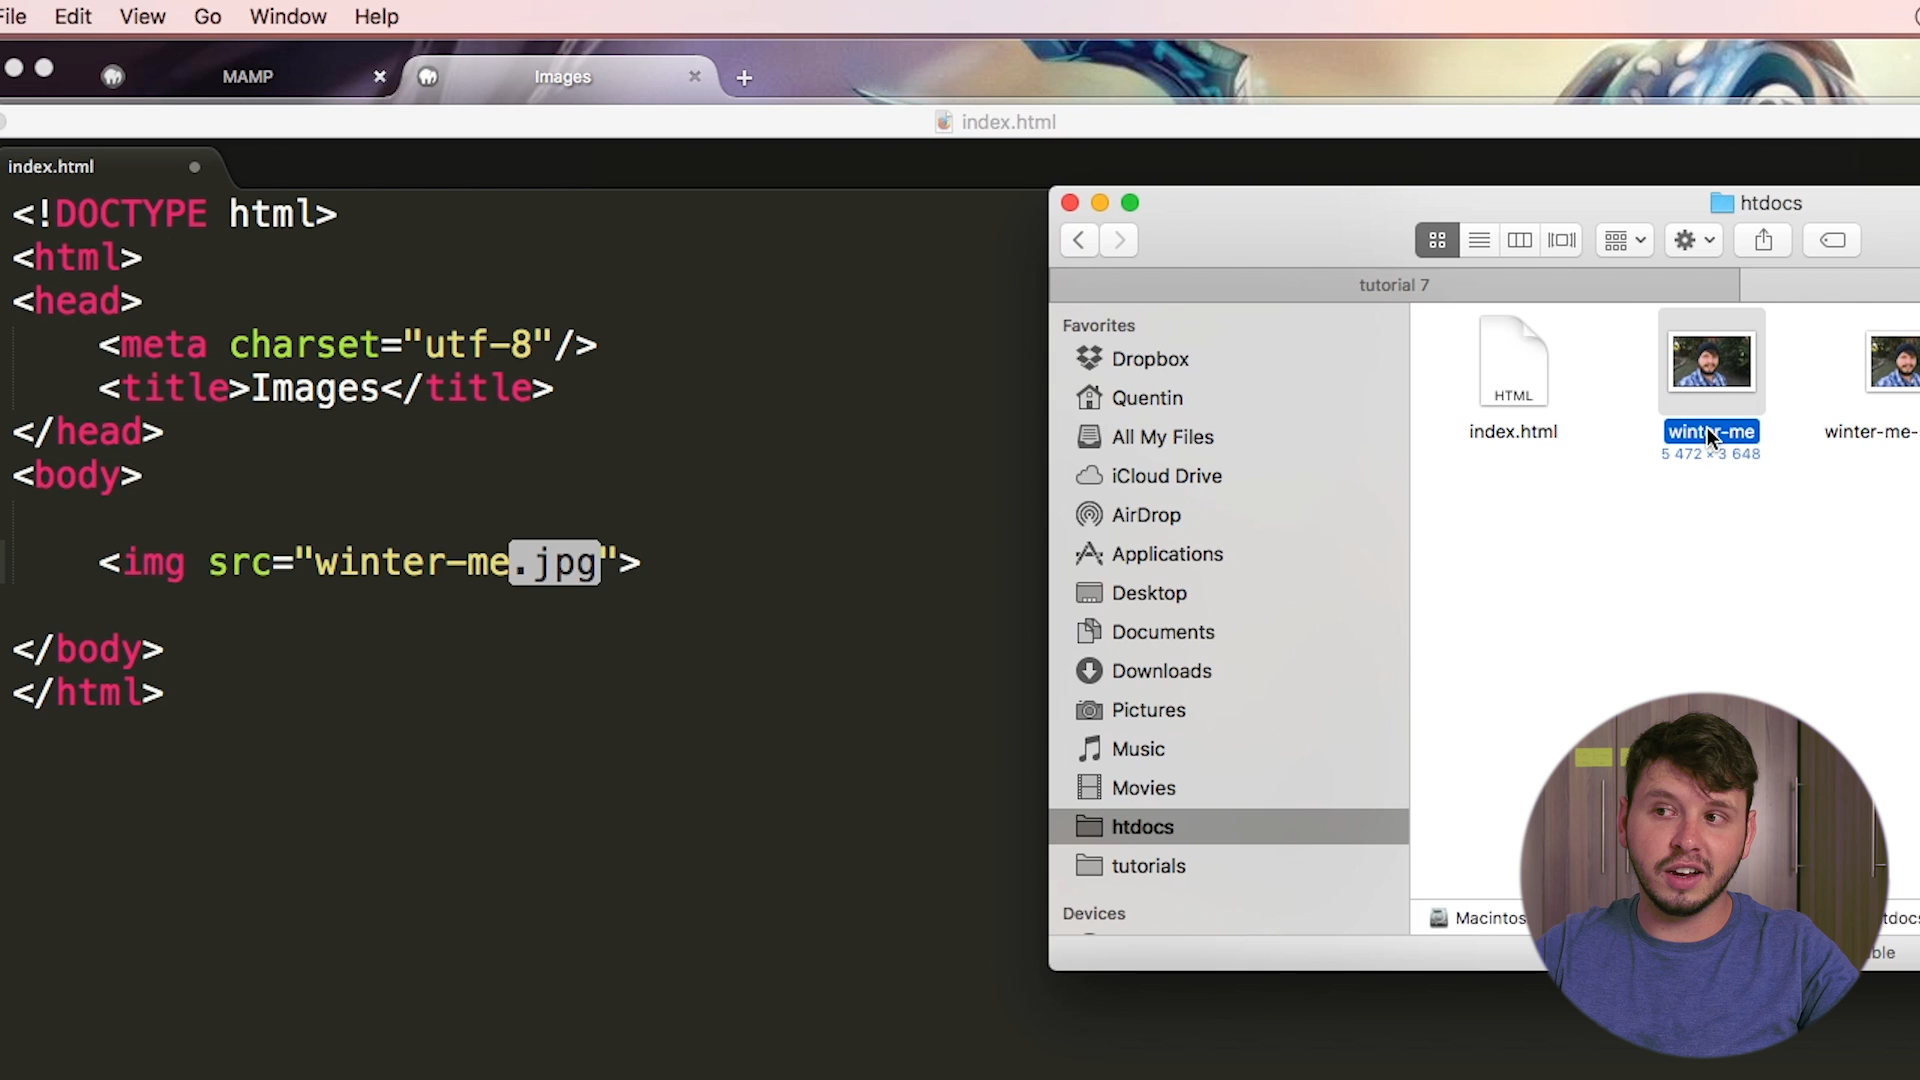 File Edit View Go Window Help
MAMP
Images
index.html
index.html
<!DOCTYPE html>
<html>
<head>
<meta charset="utf-8"/>
<title>Images</title>
</head>
<body>
<img src="winter-me.jpg">
</body>
</html>
htdocs
tutorial 7
Favorites
Dropbox
Quentin
All My Files
iCloud Drive
AirDrop
Applications
Desktop
Documents
Downloads
Pictures
Music
Movies
htdocs
tutorials
Devices
HTML
index.html
winter-me
5 472 × 3 648
winter-me-
Macintos